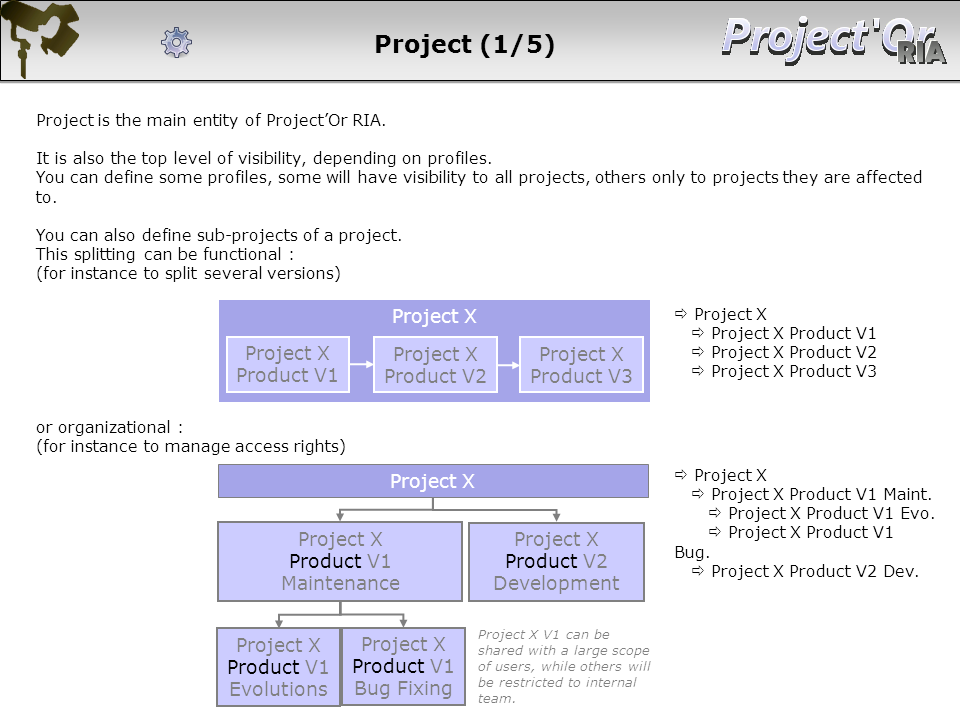 Project (1/5)
Project'Or
RIA
Project is the main entity of Project’Or RIA.
It is also the top level of visibility, depending on profiles.
You can define some profiles, some will have visibility to all projects, others only to projects they are affected
to.
You can also define sub-projects of a project.
This splitting can be functional :
(for instance to split several versions)
Project X
Project X
Product V1
Project X
Product V2
Project X
Product V3
⇨ Project X
⇨ Project X Product V1
⇨ Project X Product V2
⇨ Project X Product V3
or organizational :
(for instance to manage access rights)
Project X
Project X
Product V1
Maintenance
Project X
Product V2
Development
Project X
Product V1
Evolutions
Project X
Product V1
Bug Fixing
⇨ Project X
⇨ Project X Product V1 Maint.
⇨ Project X Product V1 Evo.
⇨ Project X Product V1
Bug.
⇨ Project X Product V2 Dev.
Project X V1 can be
shared with a large scope
of users, while others will
be restricted to internal
team.